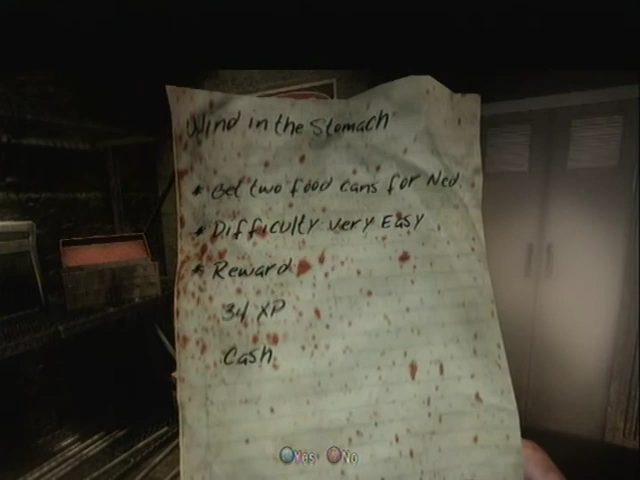 Wind in the Stomach
* Get two food cans for Ned
* Difficulty very Easy
* Reward
34 XP
Cash
Yes No